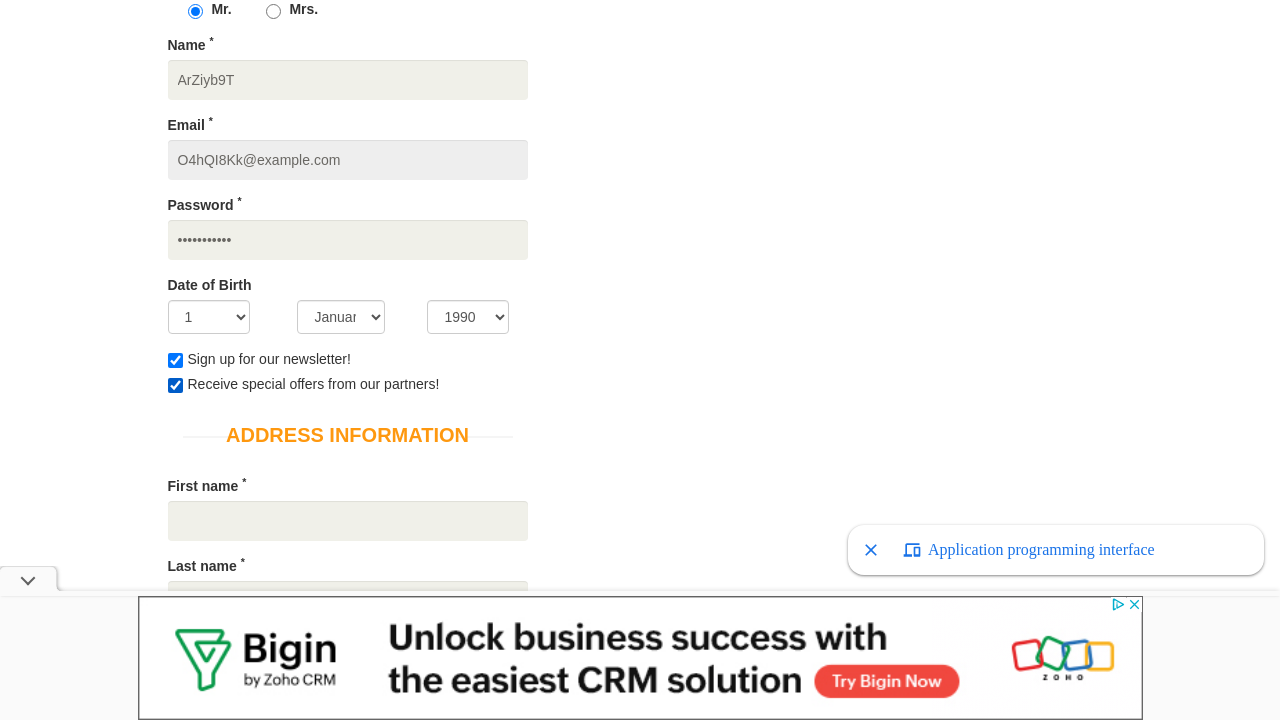 Mr. Mrs.
Name *
ArZiyb9T
Email *
O4hQI8Kk@example.com
Password *
•••••••••••
Date of Birth
1 Januar 1990
Sign up for our newsletter!
Receive special offers from our partners!
ADDRESS INFORMATION
First name *
Last name *
Application programming interface
Bigin
by Zoho CRM
Unlock business success with
the easiest CRM solution
Try Bigin Now
ZOHO